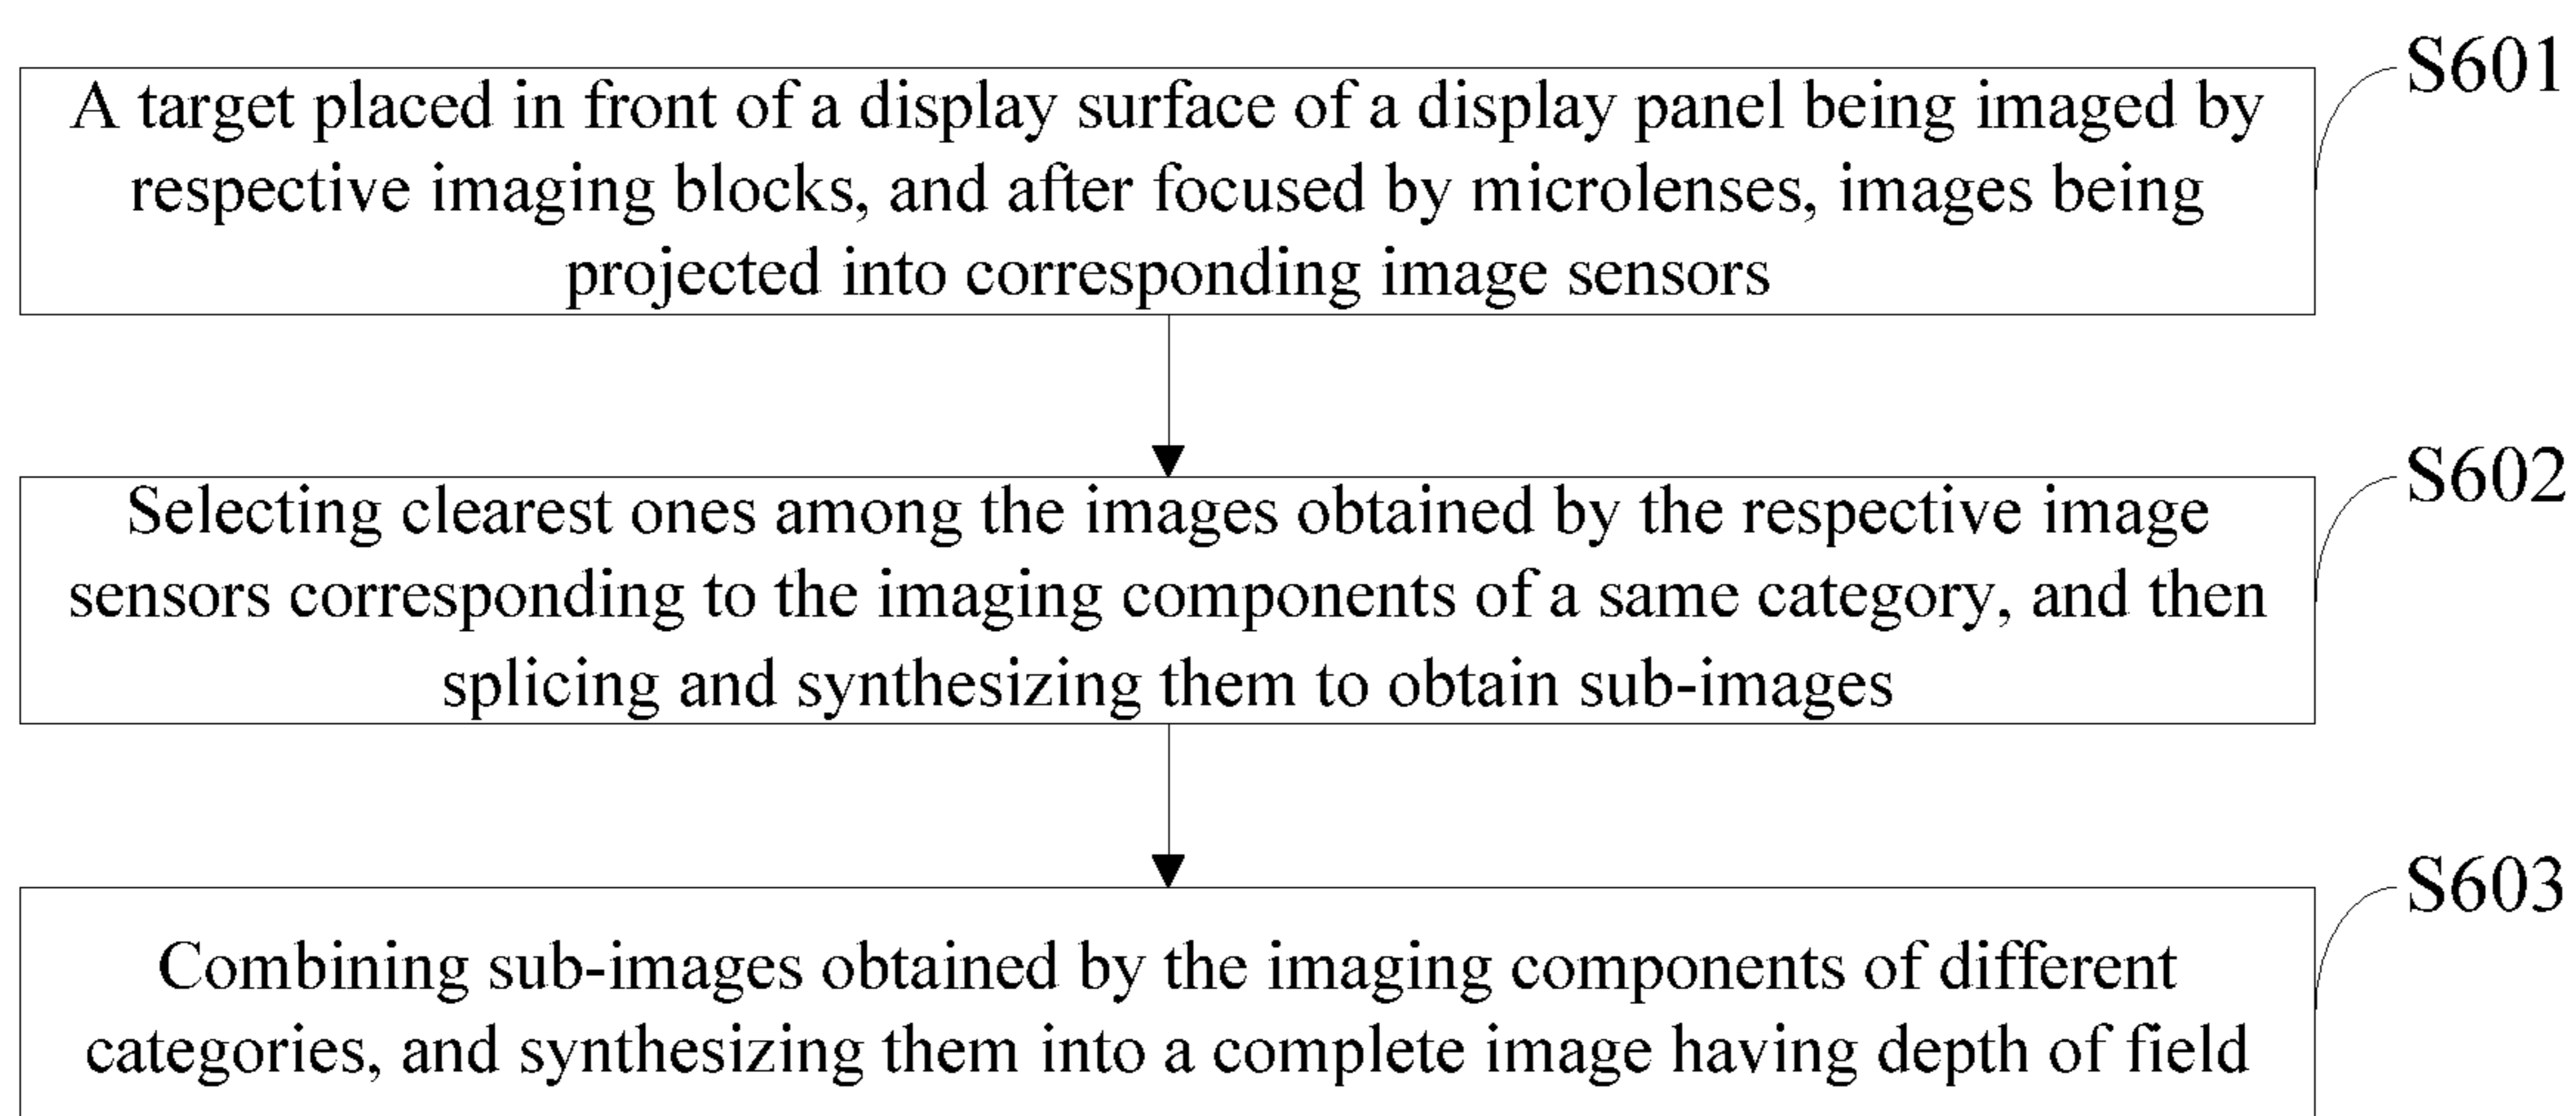 S601
A target placed in front of a display surface of a display panel being imaged by
respective imaging blocks, and after focused by microlenses, images being
projected into corresponding image sensors
S602
Selecting clearest ones among the images obtained by the respective image
sensors corresponding to the imaging components of a same category, and then
splicing and synthesizing them to obtain sub-images
S603
Combining sub-images obtained by the imaging components of different
categories, and synthesizing them into a complete image having depth of field